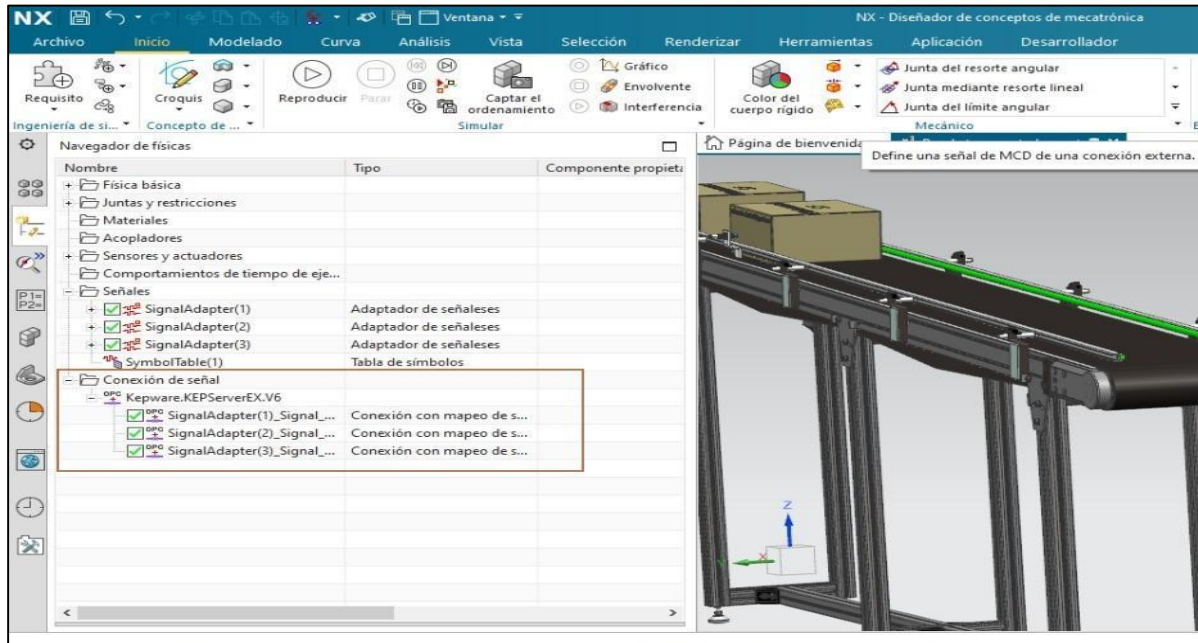 NX Ventana NX - Diseñador de conceptos de mecatrónica
Archivo Inicio Modelado Curva Análisis Vista Selección Renderizar Herramientas Aplicación Desarrollador
Requisito
Croquis
Reproducir
Parar
Captar el ordenamiento
Gráfico
Envolvente
Interferencia
Color del cuerpo rígido
Junta del resorte angular
Junta mediante resorte lineal
Junta del límite angular
Ingeniería de si... Concepto de ... Simular Mecánico
Navegador de físicas
Página de bienvenida
Define una señal de MCD de una conexión externa.
Nombre Tipo Componente propieta
Física básica
Juntas y restricciones
Materiales
Acopladores
Sensores y actuadores
Comportamientos de tiempo de eje...
Señales
SignalAdapter(1) Adaptador de señaleses
SignalAdapter(2) Adaptador de señaleses
SignalAdapter(3) Adaptador de señaleses
SymbolTable(1) Tabla de símbolos
Conexión de señal
OPC Kepware.KEPServerEX.V6
OPC SignalAdapter(1)_Signal_... Conexión con mapeo de s...
OPC SignalAdapter(2)_Signal_... Conexión con mapeo de s...
OPC SignalAdapter(3)_Signal_... Conexión con mapeo de s...
P1=
P2=
Z
X
Y